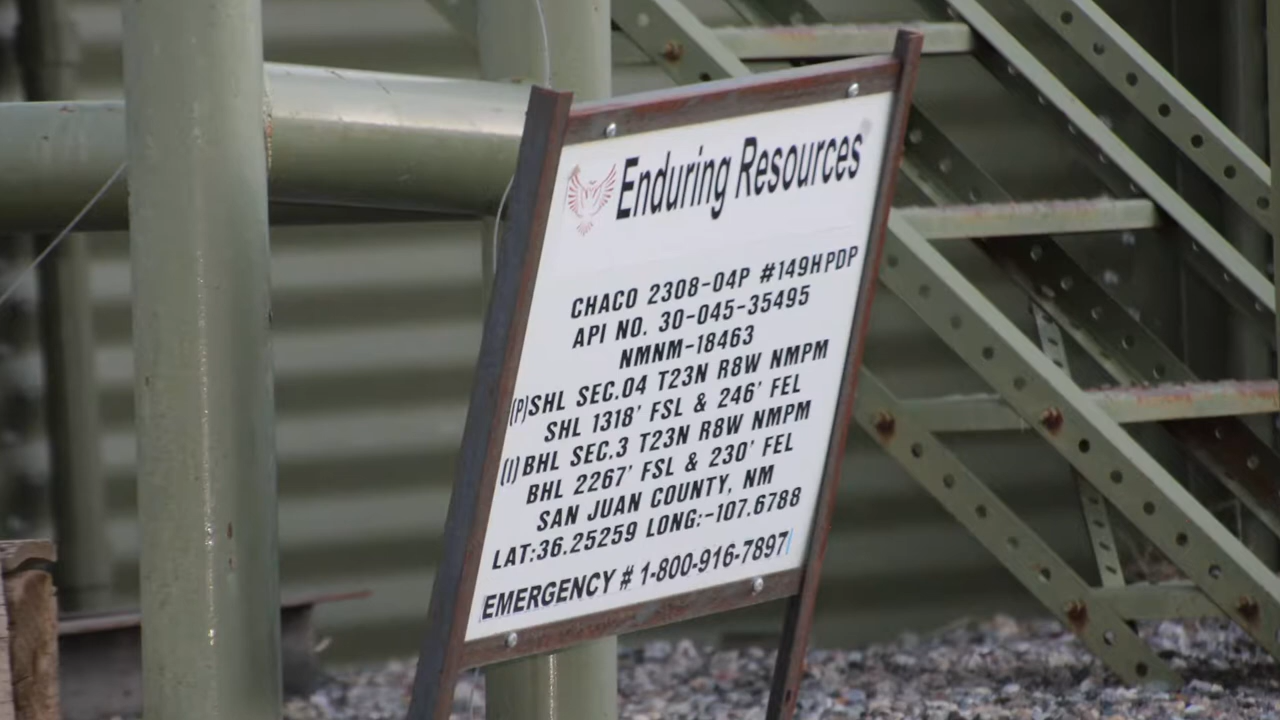 Enduring Resources
CHACO 2308-04P #149HPDP
API NO. 30-045-35495
NMNM-18463
(P)SHL SEC.04 T23N R8W NMPM
SHL 1318' FSL & 246' FEL
(I)BHL SEC.3 T23N R8W NMPM
BHL 2267' FSL & 230' FEL
SAN JUAN COUNTY, NM
LAT:36.25259 LONG:-107.6788
EMERGENCY # 1-800-916-7897